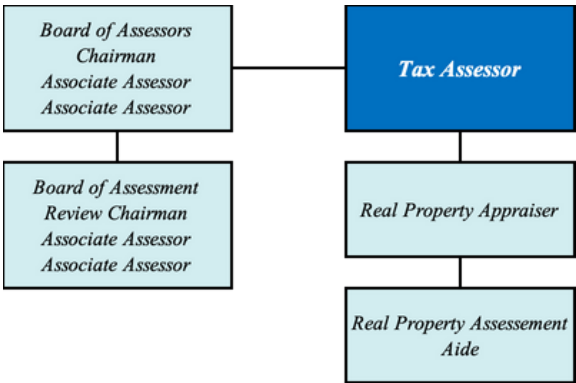 Board of Assessors
Chairman
Associate Assessor
Associate Assessor
Tax Assessor
Board of Assessment
Review Chairman
Associate Assessor
Associate Assessor
Real Property Appraiser
Real Property Assessement
Aide